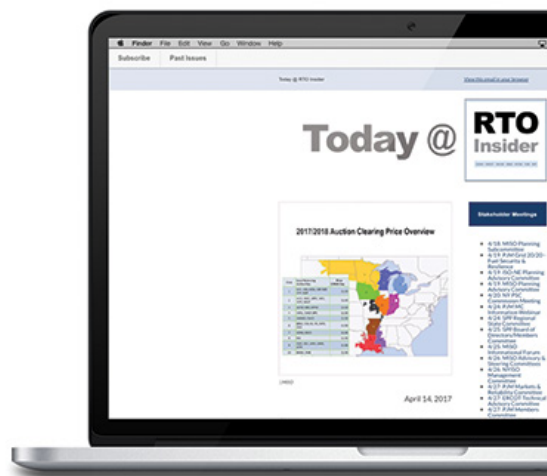 Finder File Edit View Go Window Help
Subscribe Past Issues
Today @ RTO Insider
View this email in your browser
Today @
RTO
Insider
Stakeholder Meetings
2017/2018 Auction Clearing Price Overview
4/18: MISO Planning
Subcommittee
4/19: PJM Grid 20/20 -
Fuel Security &
Resilience
4/19: ISO-NE Planning
Advisory Committee
4/19: MISO Planning
Advisory Committee
4/20: NY PSC
Commission Meeting
4/24: PJM MC
Information Webinar
4/24: SPP Regional
State Committee
4/25: SPP Board of
Directors/Members
Committee
4/25: MISO
Informational Forum
4/26: MISO Advisory &
Steering Committees
4/26: NYISO
Management
Committee
4/27: PJM Markets &
Reliability Committee
4/27: ERCOT Technical
Advisory Committee
4/27: PJM Members
Committee
April 14, 2017